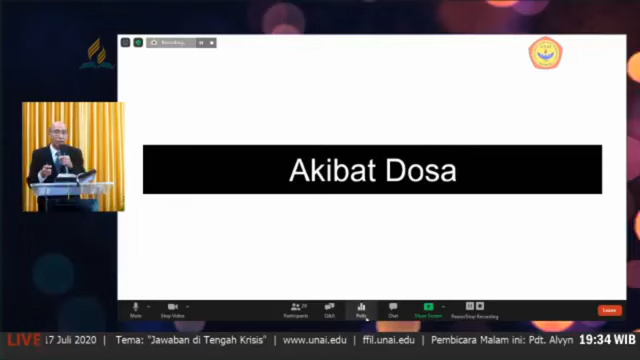 Recording...
Akibat Dosa
Mute
Stop Video
Participants
Q&A
Polls
Chat
Share Screen
Pause/Stop Recording
Leave
LIVE 17 Juli 2020 | Tema: "Jawaban di Tengah Krisis" | www.unai.edu | ffil.unai.edu | Pembicara Malam ini: Pdt. Alvyn 19:34 WIB